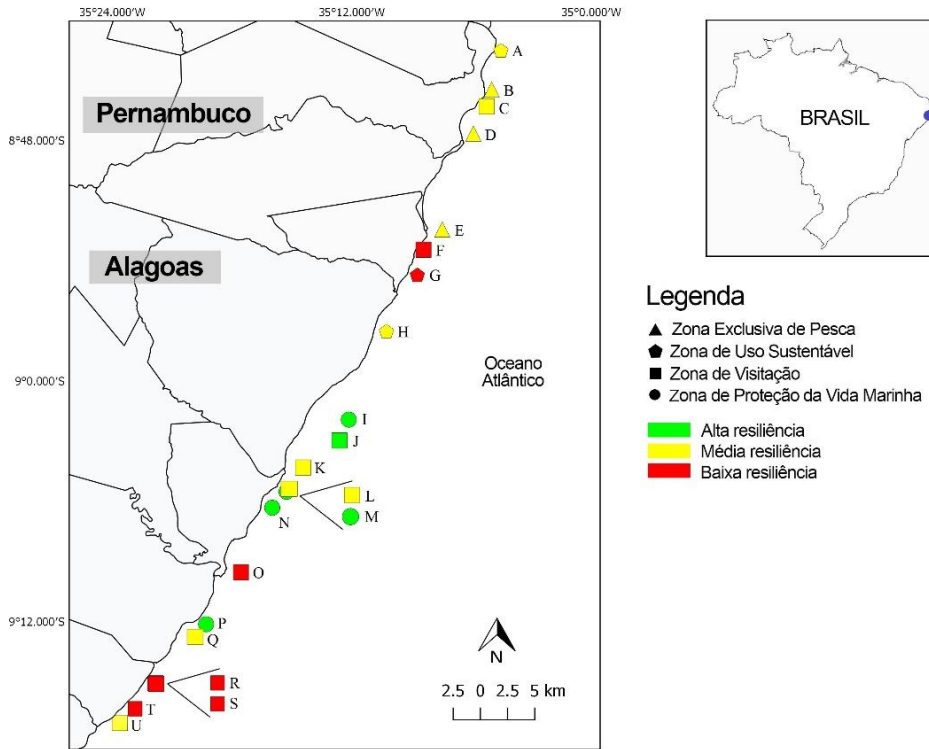 35°24.000"W 35°12.000"W 35°0.000"W
A
B
Pernambuco
C
8°48.000"S
D
E
F
Alagoas
G
H
Oceano
Atlântico
9°0.000"S
I
J
K
L
N
M
O
9°12.000"S
P
Q
N
R
2.5 0 2.5 5 km
S
T
U
BRASIL
Legenda
Zona Exclusiva de Pesca
Zona de Uso Sustentável
Zona de Visitação
Zona de Proteção da Vida Marinha
Alta resiliência
Média resiliência
Baixa resiliência